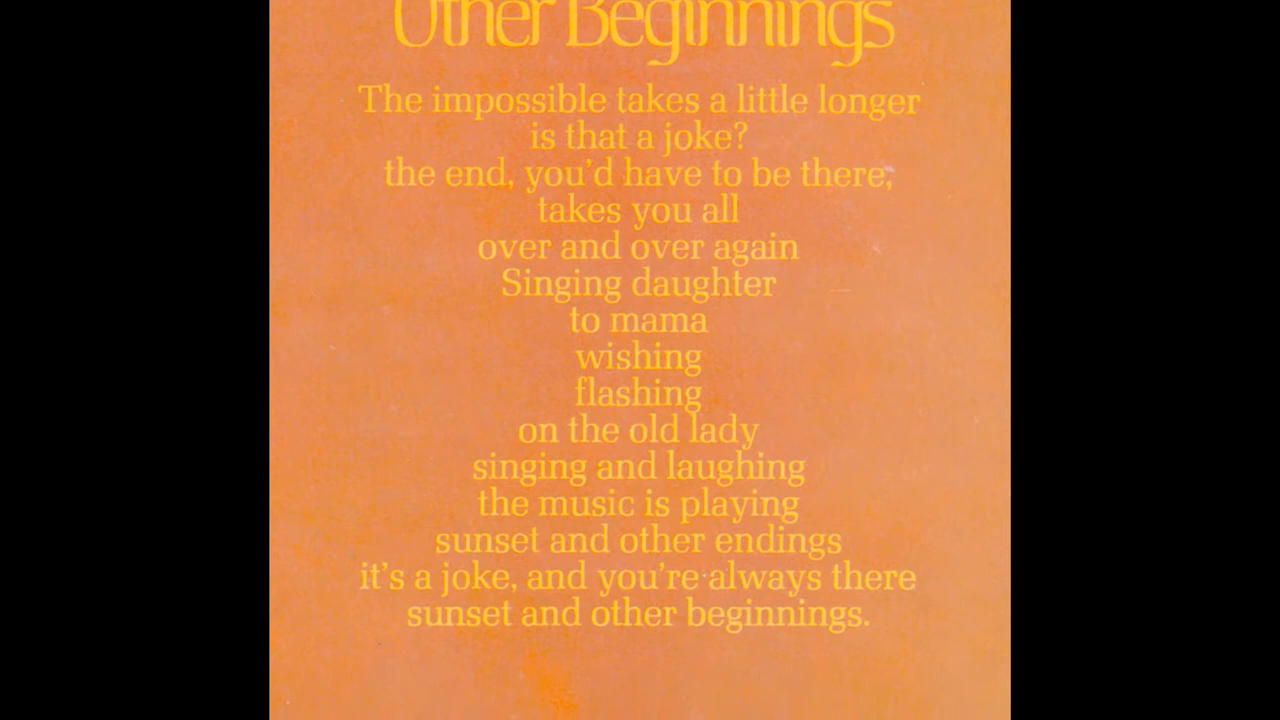 Other Beginnings
The impossible takes a little longer
is that a joke?
the end, you'd have to be there,
takes you all
over and over again
Singing daughter
to mama
wishing
flashing
on the old lady
singing and laughing
the music is playing
sunset and other endings
it's a joke, and you're always there
sunset and other beginnings.